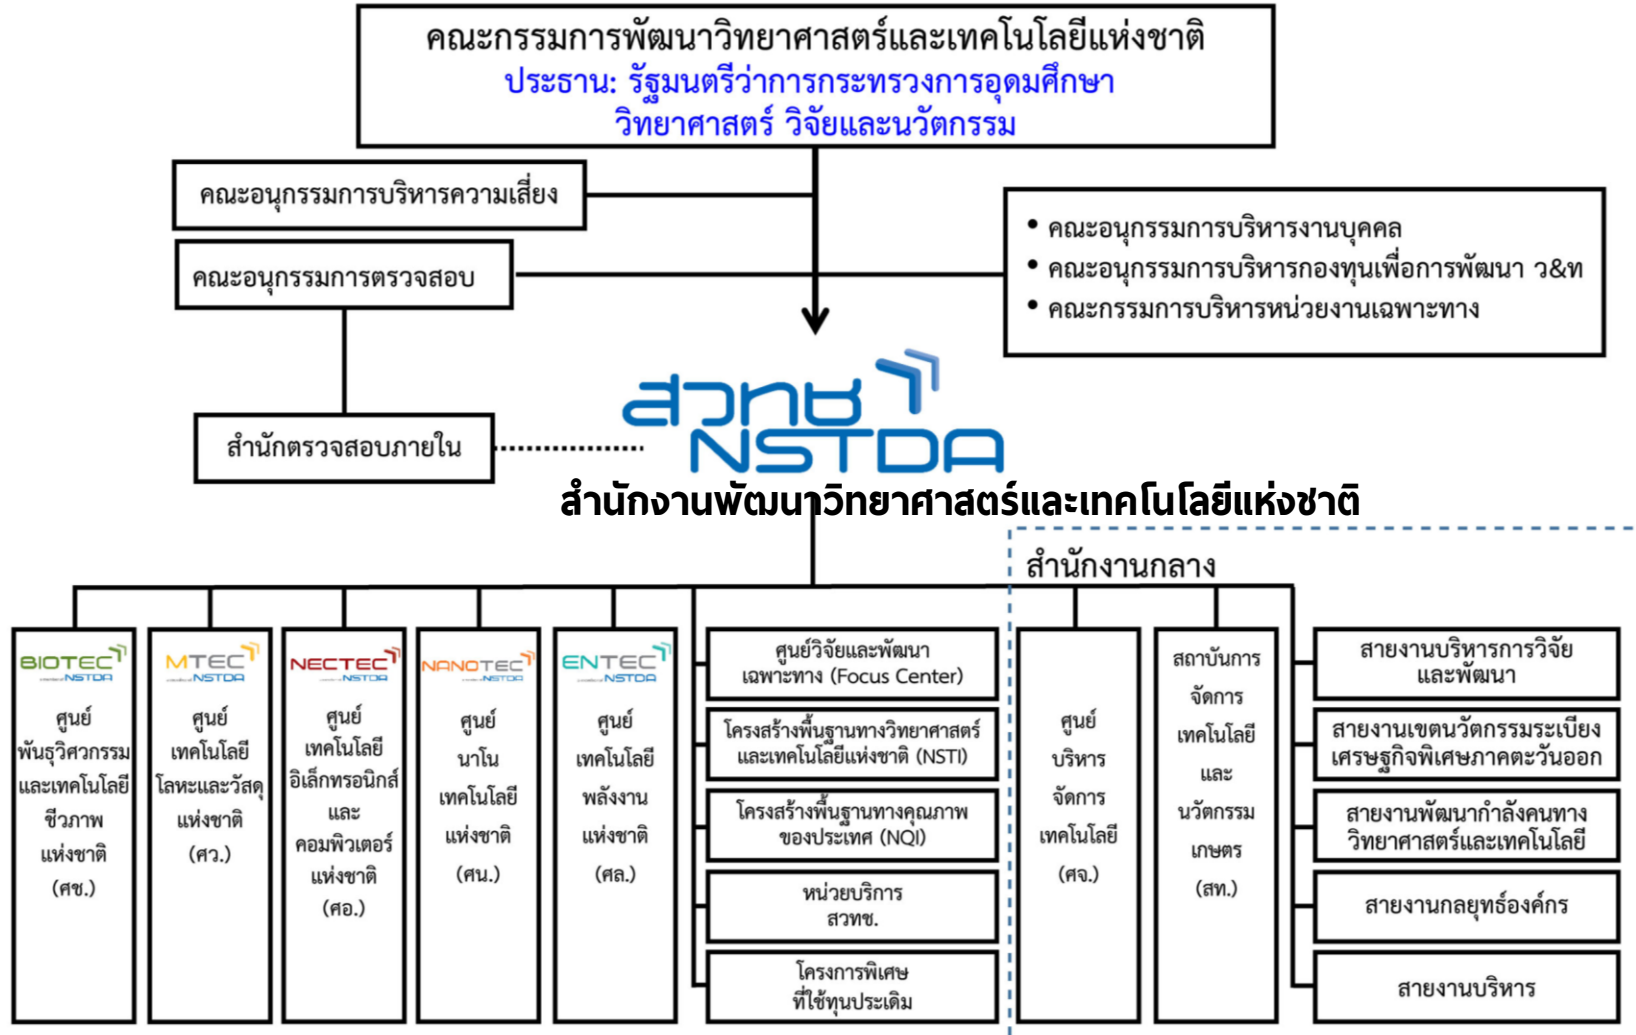 คณะกรรมการพัฒนาวิทยาศาสตร์และเทคโนโลยีแห่งชาติ
ประธาน: รัฐมนตรีว่าการกระทรวงการอุดมศึกษา
วิทยาศาสตร์ วิจัยและนวัตกรรม
คณะอนุกรรมการบริหารความเสี่ยง
คณะอนุกรรมการตรวจสอบ
• คณะอนุกรรมการบริหารงานบุคคล
• คณะอนุกรรมการบริหารกองทุนเพื่อการพัฒนา ว&ท
• คณะกรรมการบริหารหน่วยงานเฉพาะทาง
สำนักตรวจสอบภายใน
สวทช
NSTDA
สำนักงานพัฒนาวิทยาศาสตร์และเทคโนโลยีแห่งชาติ
สำนักงานกลาง
BIOTEC
NSTDA
ศูนย์
พันธุวิศวกรรม
และเทคโนโลยี
ชีวภาพ
แห่งชาติ
(ศช.)
MTEC
NSTDA
ศูนย์
เทคโนโลยี
โลหะและวัสดุ
แห่งชาติ
(ศว.)
NECTEC
NSTDA
ศูนย์
เทคโนโลยี
อิเล็กทรอนิกส์
และ
คอมพิวเตอร์
แห่งชาติ
(ศอ.)
NANOTEC
NSTDA
ศูนย์
นาโน
เทคโนโลยี
แห่งชาติ
(ศน.)
ENTEC
NSTDA
ศูนย์
เทคโนโลยี
พลังงาน
แห่งชาติ
(ศล.)
ศูนย์วิจัยและพัฒนา
เฉพาะทาง (Focus Center)
โครงสร้างพื้นฐานทางวิทยาศาสตร์
และเทคโนโลยีแห่งชาติ (NSTI)
โครงสร้างพื้นฐานทางคุณภาพ
ของประเทศ (NQI)
หน่วยบริการ
สวทช.
โครงการพิเศษ
ที่ใช้ทุนประเดิม
ศูนย์
บริหาร
จัดการ
เทคโนโลยี
(ศจ.)
สถาบันการ
จัดการ
เทคโนโลยี
และ
นวัตกรรม
เกษตร
(สท.)
สายงานบริหารการวิจัย
และพัฒนา
สายงานเขตนวัตกรรมระเบียง
เศรษฐกิจพิเศษภาคตะวันออก
สายงานพัฒนากำลังคนทาง
วิทยาศาสตร์และเทคโนโลยี
สายงานกลยุทธ์องค์กร
สายงานบริหาร